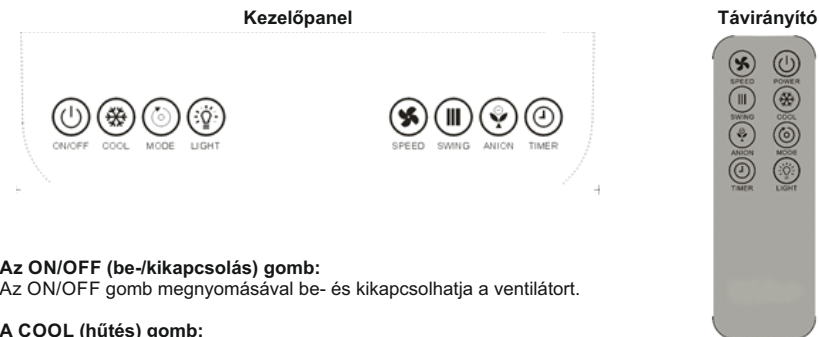 Kezelőpanel
Távirányító
ON/OFF COOL MODE LIGHT
SPEED SWING ANION TIMER
SPEED POWER
SWING COOL
ANION MODE
TIMER LIGHT
Az ON/OFF (be-/kikapcsolás) gomb:
Az ON/OFF gomb megnyomásával be- és kikapcsolhatja a ventilátort.
A COOL (hűtés) gomb: